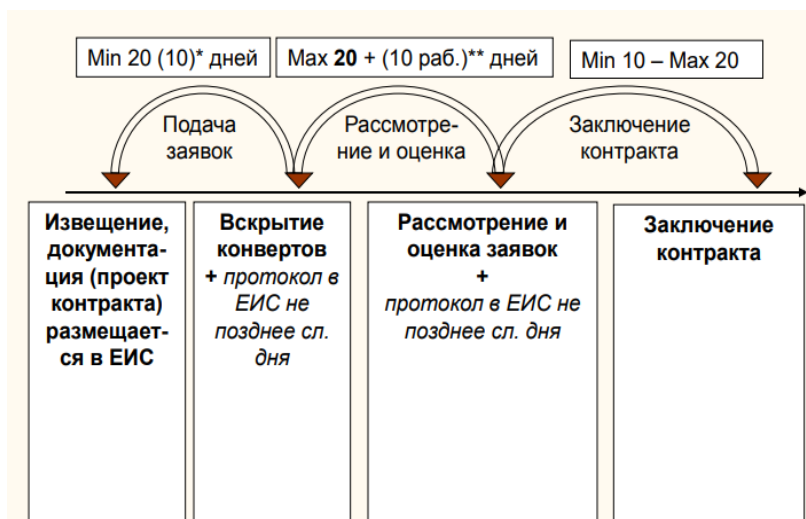 Min 20 (10)* дней
Max 20 + (10 раб.)** дней
Min 10 – Max 20
Подача
заявок
Рассмотре-
ние и оценка
Заключение
контракта
Извещение,
документа-
ция (проект
контракта)
размещает-
ся в ЕИС
Вскрытие
конвертов
+ протокол в
ЕИС не
позднее сл.
дня
Рассмотрение и
оценка заявок
+
протокол в ЕИС не
позднее сл. дня
Заключение
контракта